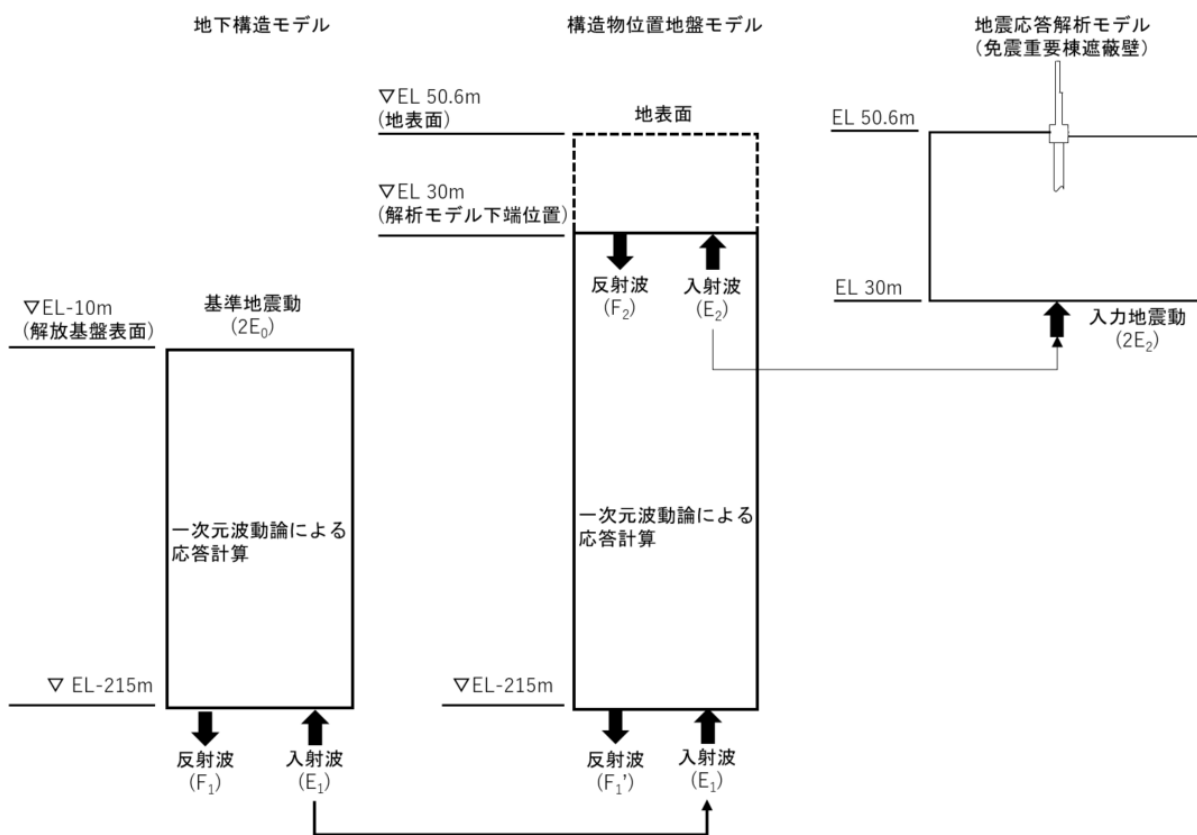 地下構造モデル
▽EL-10m
(解放基盤表面)
基準地震動
(2E₀)
一次元波動論による
応答計算
▽ EL-215m
反射波
(F₁)
入射波
(E₁)
構造物位置地盤モデル
▽EL 50.6m
(地表面)
地表面
▽EL 30m
(解析モデル下端位置)
反射波
(F₂)
入射波
(E₂)
一次元波動論による
応答計算
▽EL-215m
反射波
(F₁')
入射波
(E₁)
地震応答解析モデル
(免震重要棟遮蔽壁)
EL 50.6m
EL 30m
入力地震動
(2E₂)